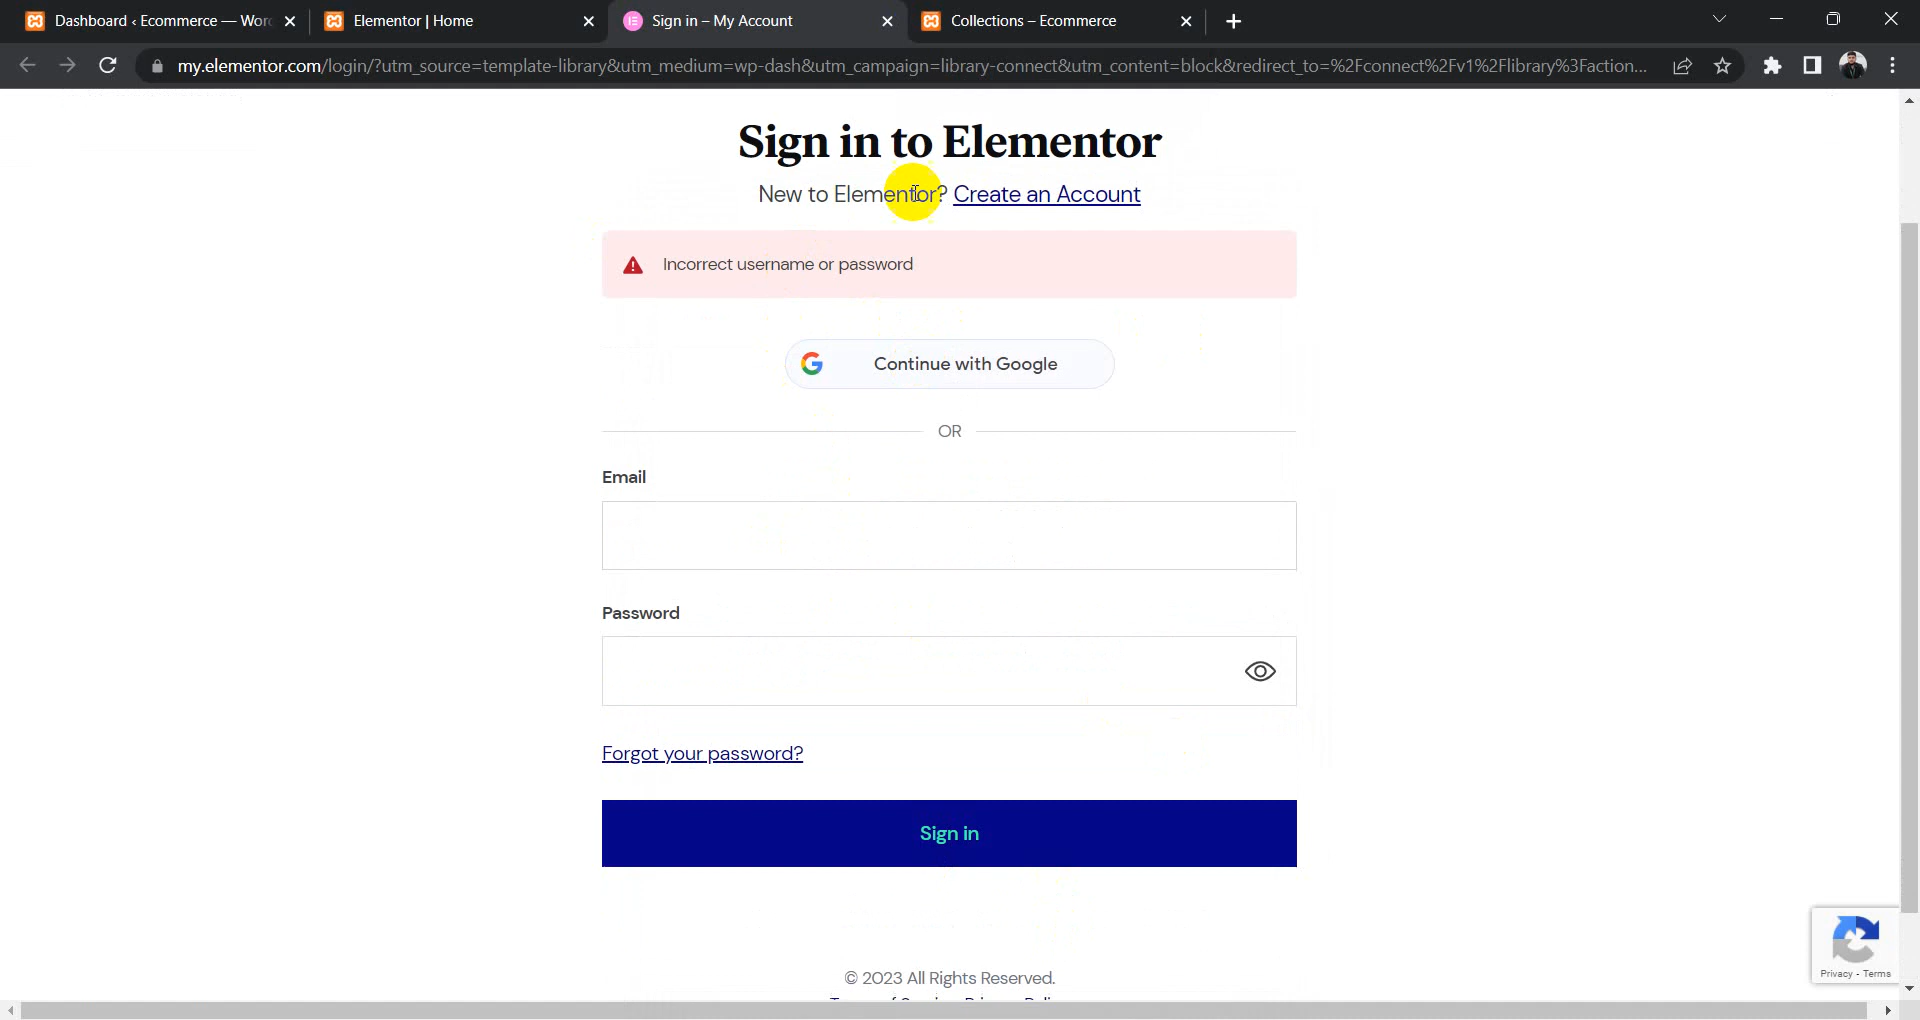 Dashboard ‹ Ecommerce — Word
Elementor | Home
Sign in – My Account
Collections – Ecommerce
my.elementor.com/login/?utm_source=template-library&utm_medium=wp-dash&utm_campaign=library-connect&utm_content=block&redirect_to=%2Fconnect%2Fv1%2Flibrary%3Faction...
Sign in to Elementor
New to Elementor? Create an Account
Incorrect username or password
Continue with Google
OR
Email
Password
Forgot your password?
Sign in
Privacy - Terms
© 2023 All Rights Reserved.